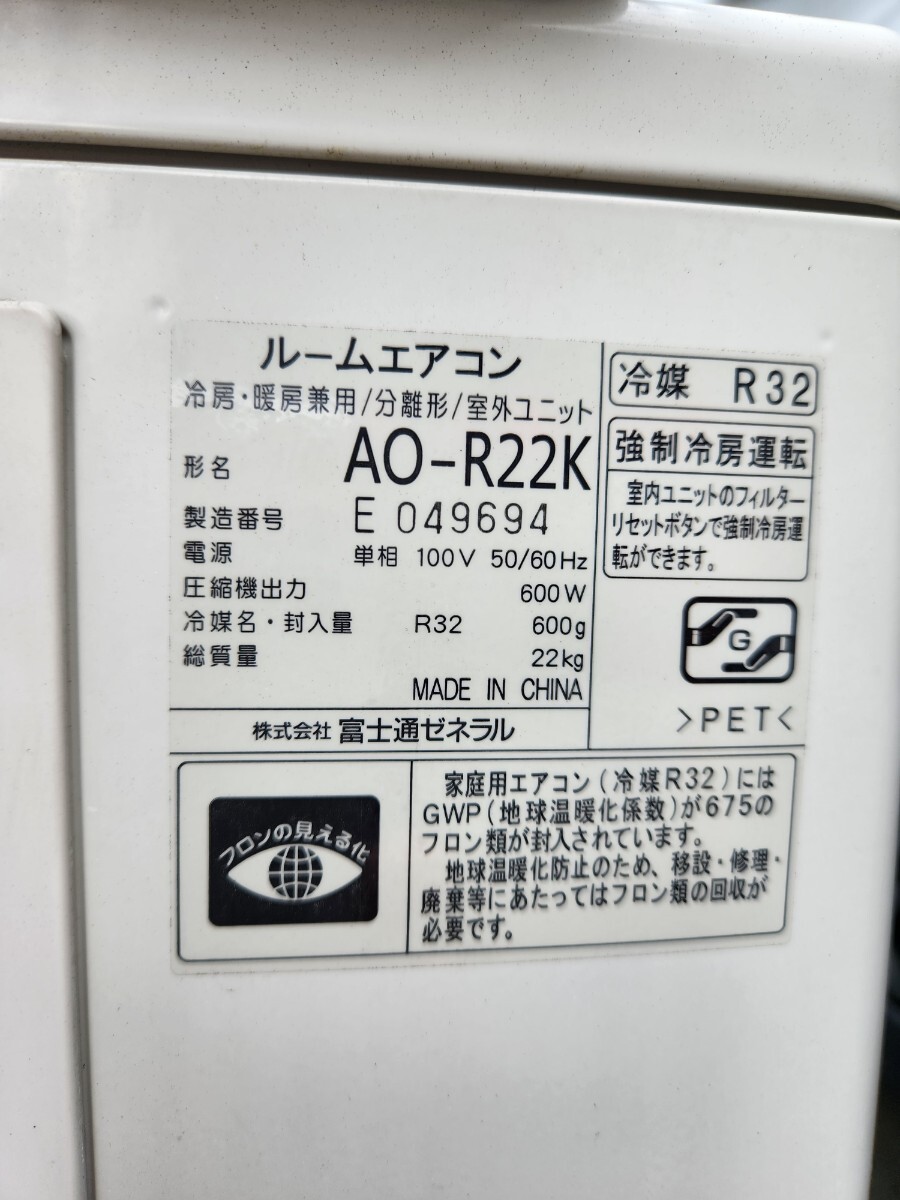 ルームエアコン
冷房・暖房兼用/分離形/室外ユニット
形名 AO-R22K
製造番号 E 049694
電源 単相 100V 50/60Hz
圧縮機出力 600W
冷媒名・封入量 R32 600g
総質量 22kg
MADE IN CHINA
株式会社 富士通ゼネラル
冷媒 R32
強制冷房運転
室内ユニットのフィルター
リセットボタンで強制冷房運
転ができます。
G
>PET<
フロンの見える化
家庭用エアコン(冷媒R32)には
GWP(地球温暖化係数)が675の
フロン類が封入されています。
地球温暖化防止のため、移設・修理・
廃棄等にあたってはフロン類の回収が
必要です。